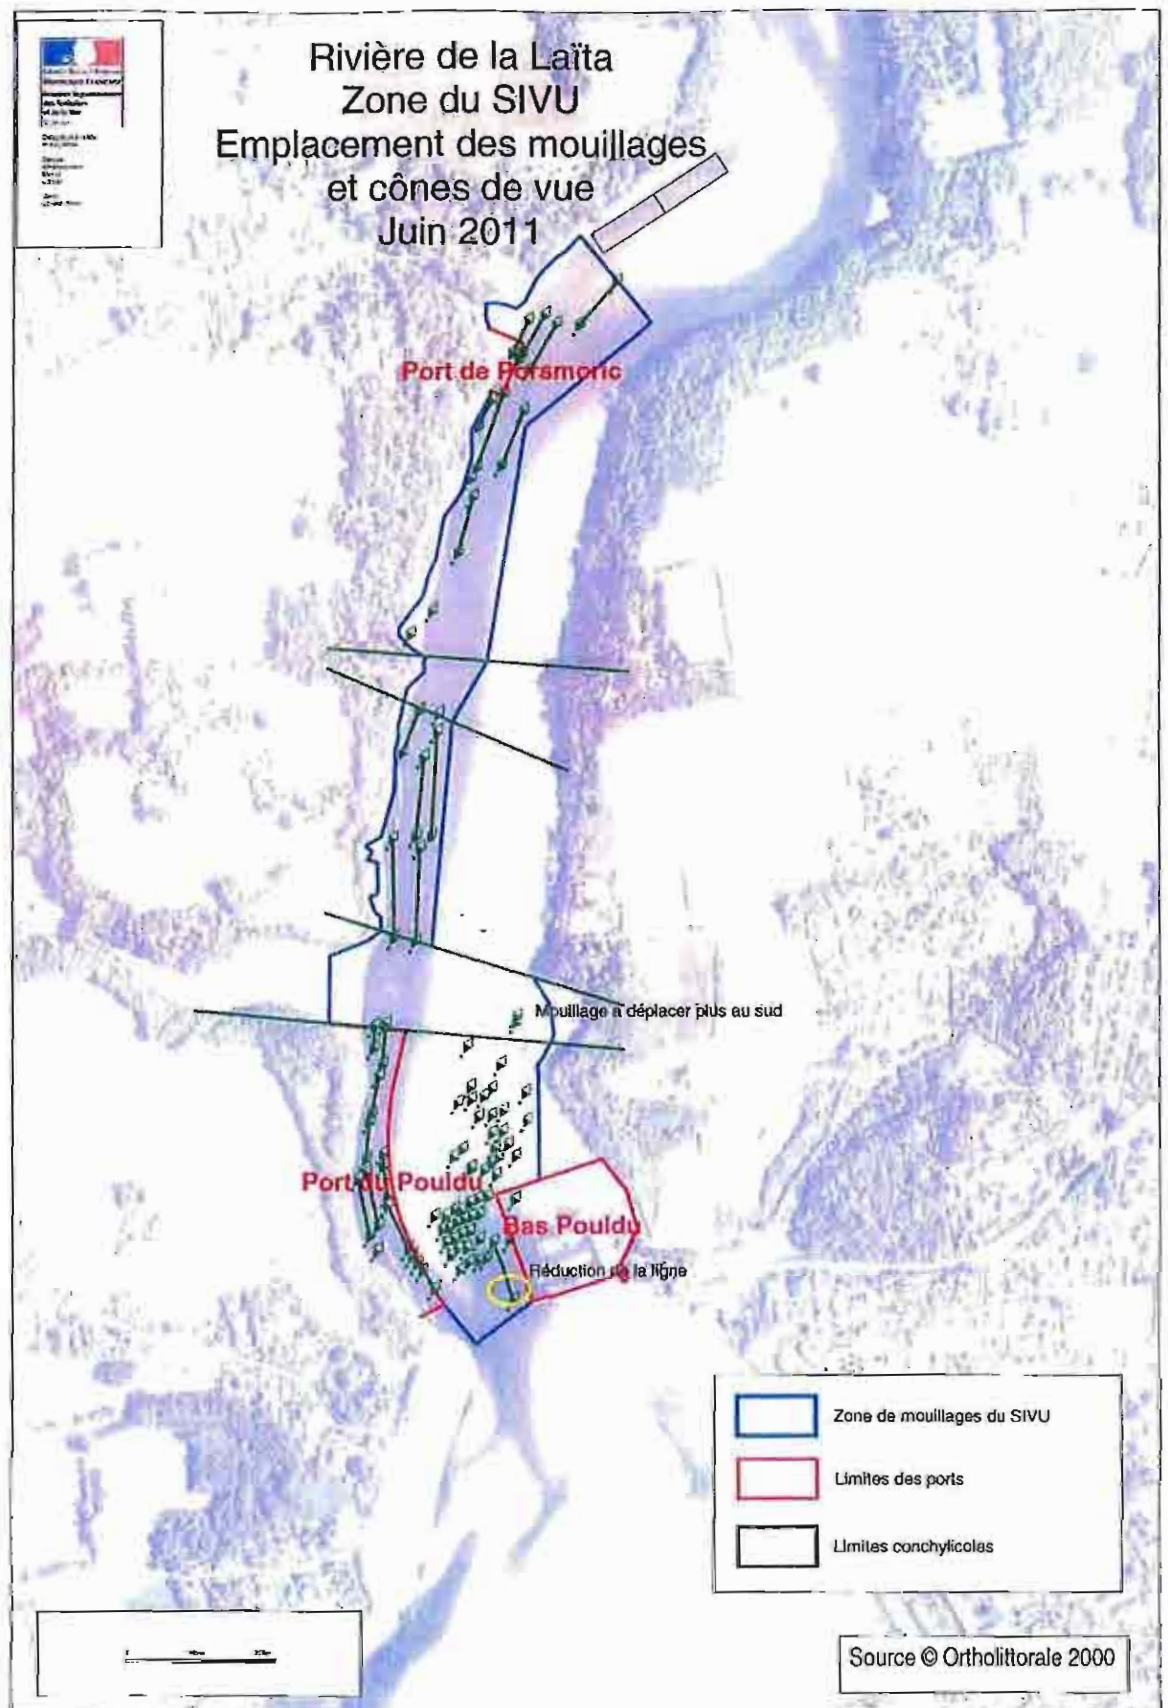 Rivière de la Laïta
Zone du SIVU
Emplacement des mouillages
et cônes de vue
Juin 2011
Port de Porsmoric
Mouillage à déplacer plus au sud
Port du Pouldu
Bas Pouldu
Réduction de la ligne
Zone de mouillages du SIVU
Limites des ports
Limites conchylicoles
Source © Ortholittorale 2000